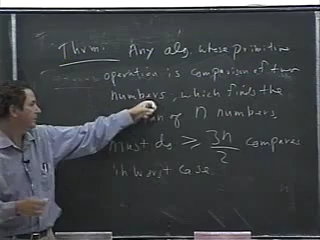 Thrm: Any alg. whose primitive
operation is comparison of two
numbers, which finds the
of n numbers,
must do ≥ 3n/2 compares
in worst case.